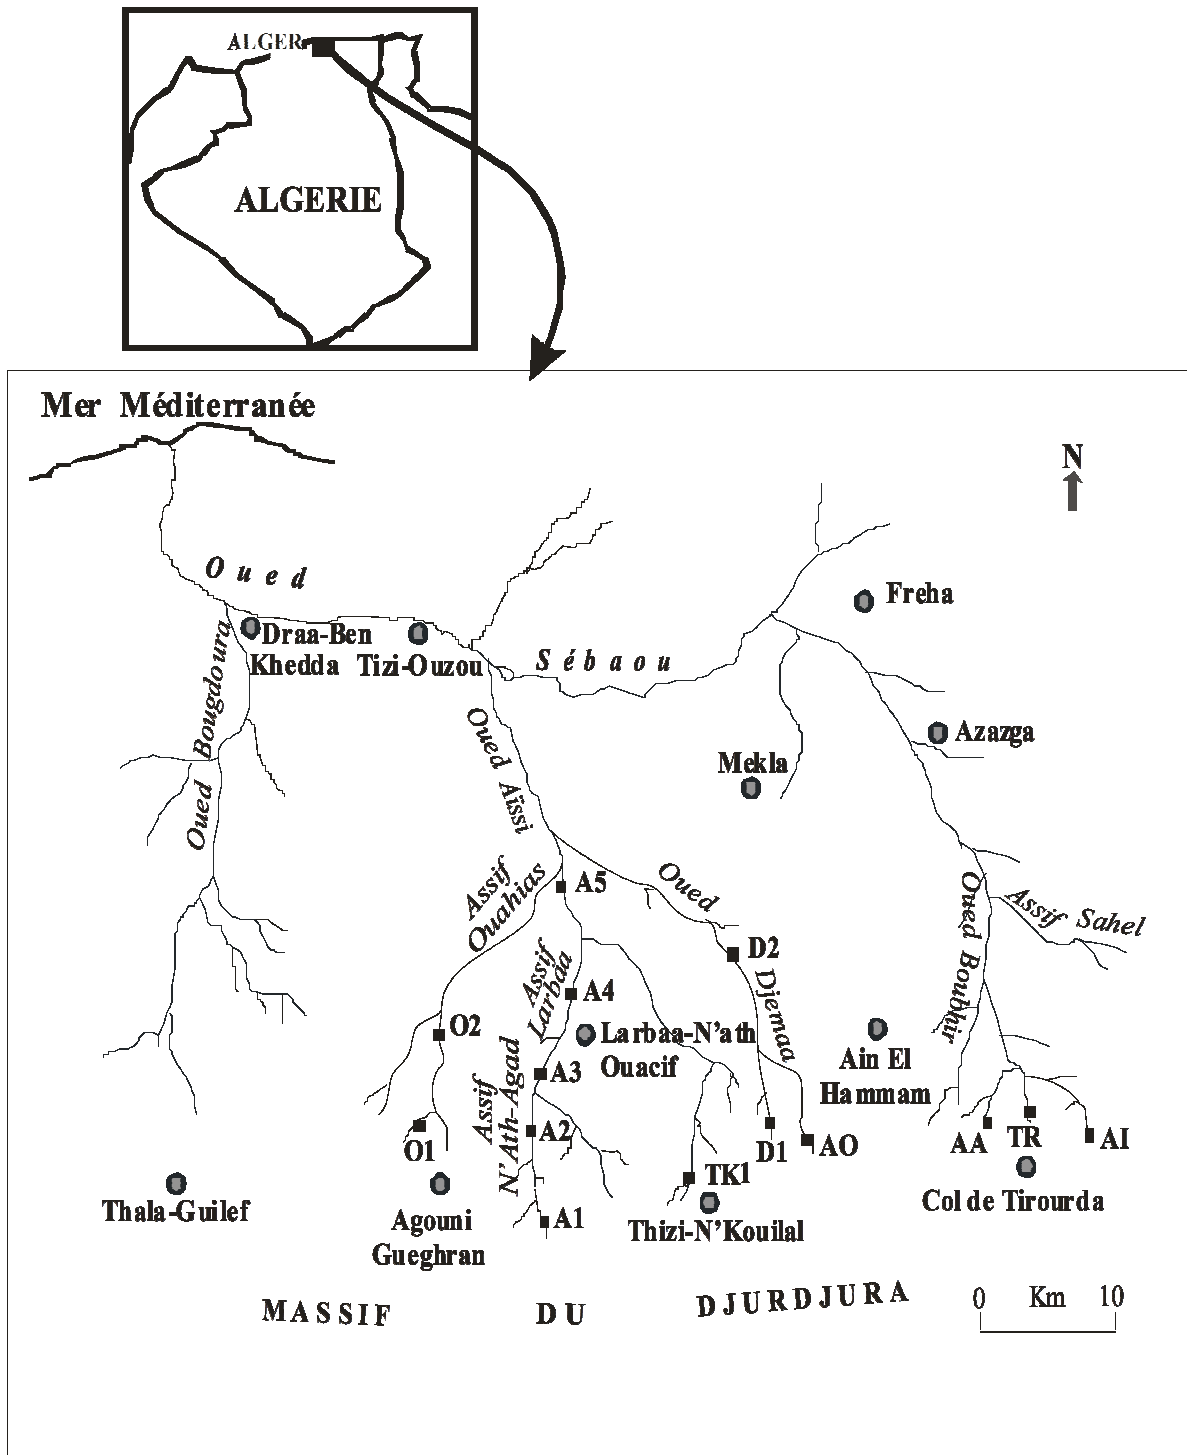 ALGER
ALGERIE
Mer Méditerranée
N
Oued
Freha
Draa-Ben
Khedda
Tizi-Ouzou
Sébaou
Oued Bougdoura
Oued Aïssi
Azazga
Mekla
Assif
Ouahias
A5
Oued
Djemaa
Oued Boubhir
Assif Sahel
D2
Assif
Larbâa
A4
O2
Larbaa-N'ath
Ouacif
Ain El
Hammam
A3
Assif
N'Ath-Agad
A2
O1
D1
AO
AA
TR
AI
TK1
Thala-Guilef
Agouni
Gueghran
A1
Thizi-N'Kouilal
Col de Tirourda
MASSIF DU DJURDJURA
0 Km 10